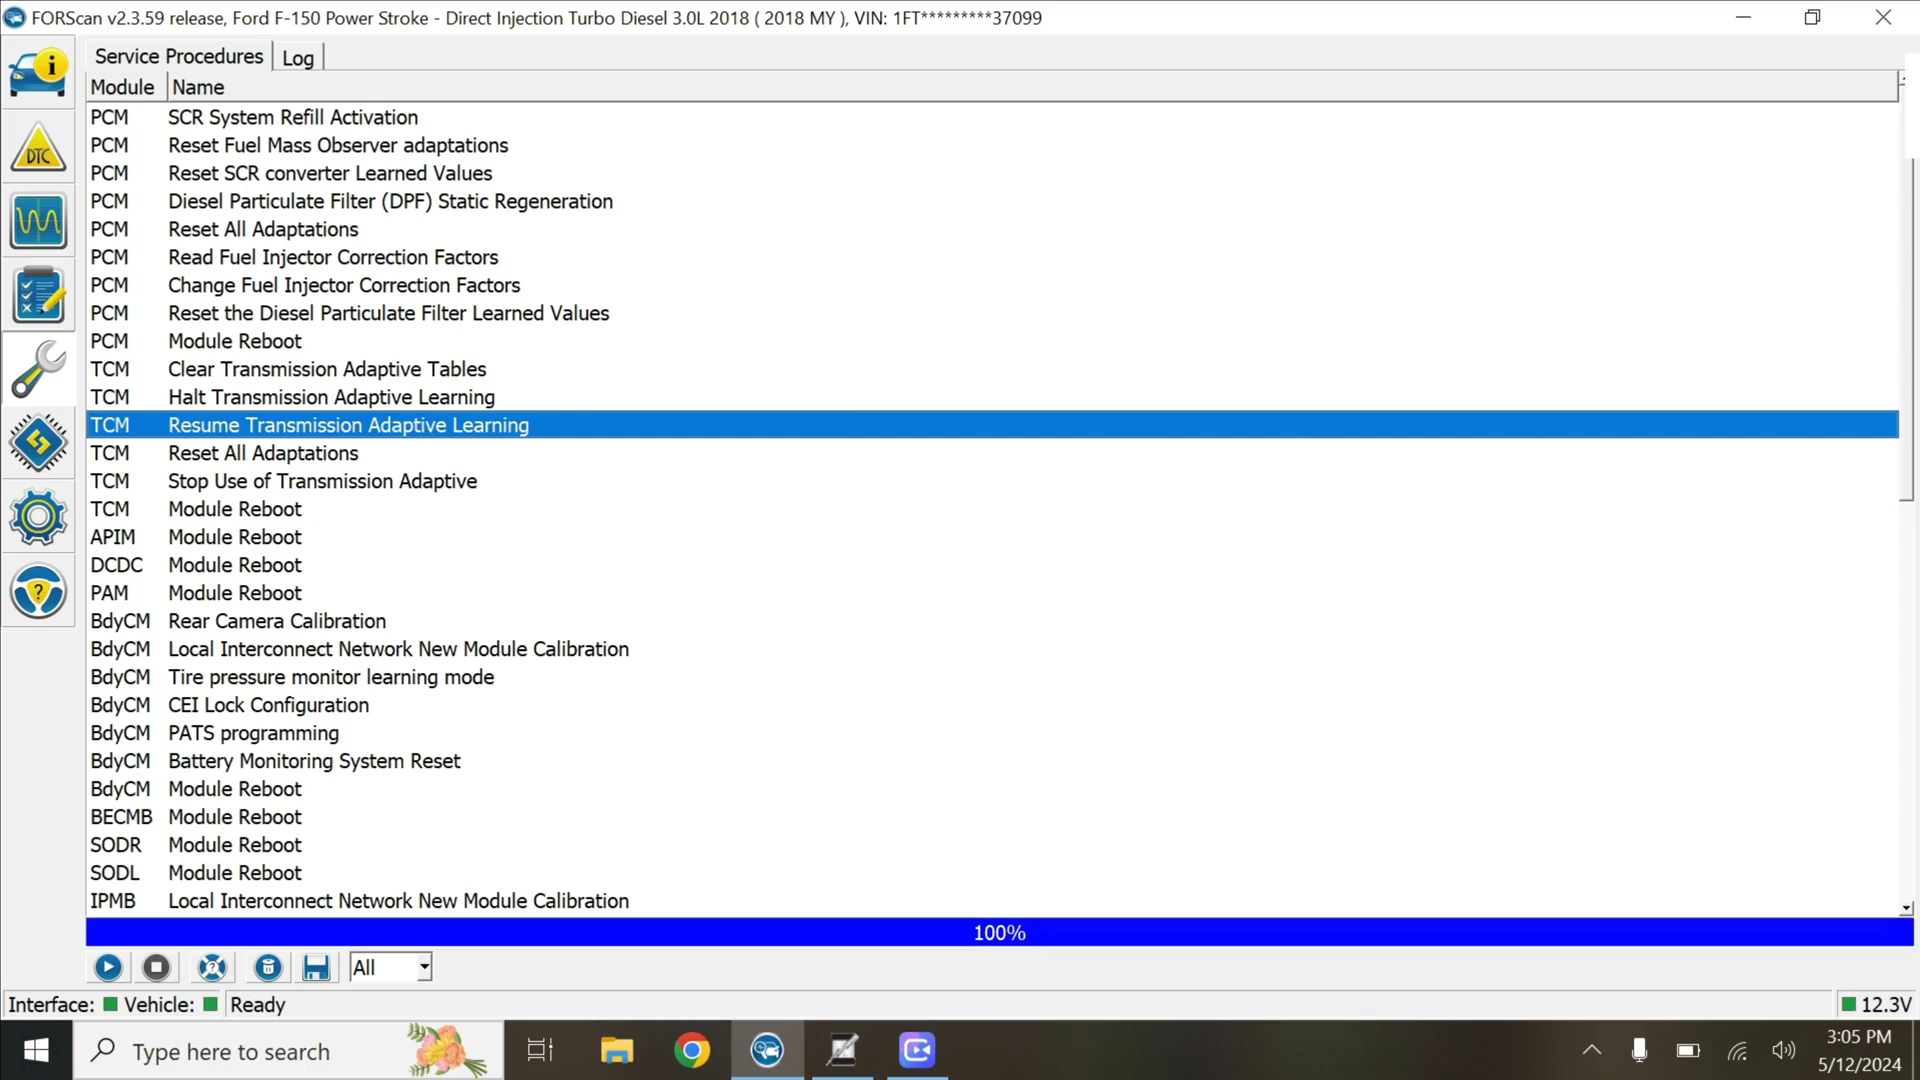 FORScan v2.3.59 release, Ford F-150 Power Stroke - Direct Injection Turbo Diesel 3.0L 2018 ( 2018 MY ), VIN: 1FT*********37099
Service Procedures Log
Module Name
PCM SCR System Refill Activation
PCM Reset Fuel Mass Observer adaptations
PCM Reset SCR converter Learned Values
PCM Diesel Particulate Filter (DPF) Static Regeneration
PCM Reset All Adaptations
PCM Read Fuel Injector Correction Factors
PCM Change Fuel Injector Correction Factors
PCM Reset the Diesel Particulate Filter Learned Values
PCM Module Reboot
TCM Clear Transmission Adaptive Tables
TCM Halt Transmission Adaptive Learning
TCM Resume Transmission Adaptive Learning
TCM Reset All Adaptations
TCM Stop Use of Transmission Adaptive
TCM Module Reboot
APIM Module Reboot
DCDC Module Reboot
PAM Module Reboot
BdyCM Rear Camera Calibration
BdyCM Local Interconnect Network New Module Calibration
BdyCM Tire pressure monitor learning mode
BdyCM CEI Lock Configuration
BdyCM PATS programming
BdyCM Battery Monitoring System Reset
BdyCM Module Reboot
BECMB Module Reboot
SODR Module Reboot
SODL Module Reboot
IPMB Local Interconnect Network New Module Calibration
100%
All
Interface: Vehicle: Ready 12.3V
Type here to search
3:05 PM
5/12/2024
i
DTC
?
?